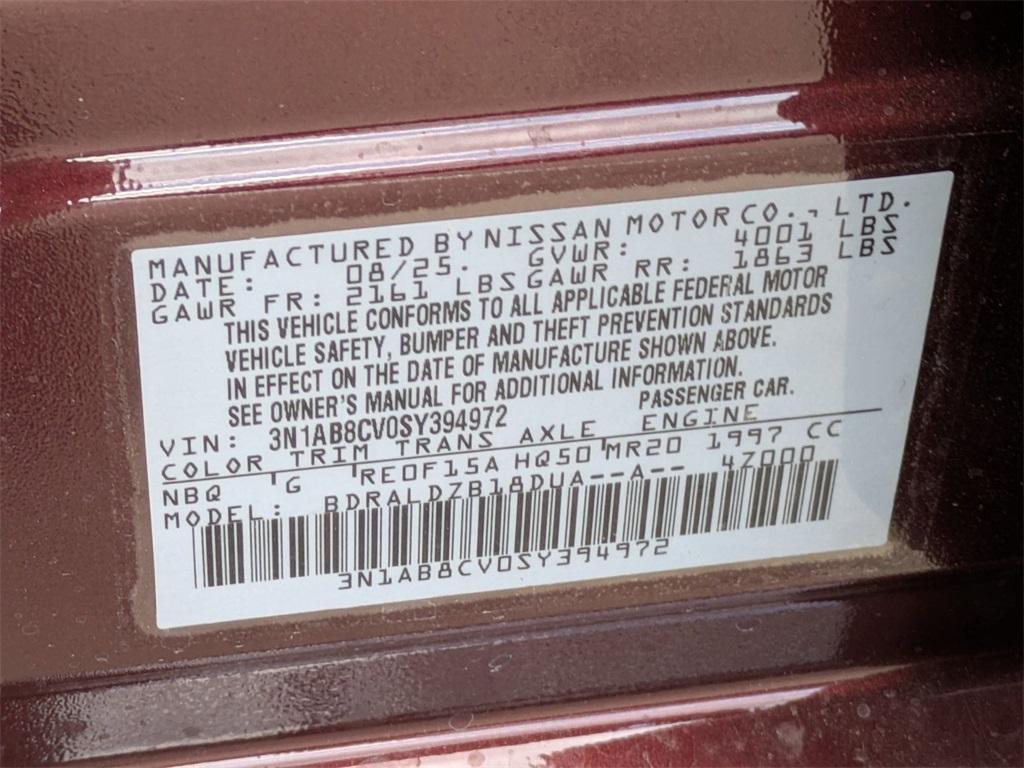 MANUFACTURED BY NISSAN MOTOR CO., LTD.
DATE: 08/25. GVWR: 4001 LBS
GAWR FR: 2161 LBS GAWR RR: 1863 LBS
THIS VEHICLE CONFORMS TO ALL APPLICABLE FEDERAL MOTOR
VEHICLE SAFETY, BUMPER AND THEFT PREVENTION STANDARDS
IN EFFECT ON THE DATE OF MANUFACTURE SHOWN ABOVE.
SEE OWNER'S MANUAL FOR ADDITIONAL INFORMATION.
VIN: 3N1AB8CV0SY394972 PASSENGER CAR.
COLOR TRIM TRANS AXLE ENGINE
NBQ G RE0F15A HQ50 MR20 1997 CC
MODEL: BDRALDZB18DUA--A-- 4Z000
3N1AB8CV0SY394972